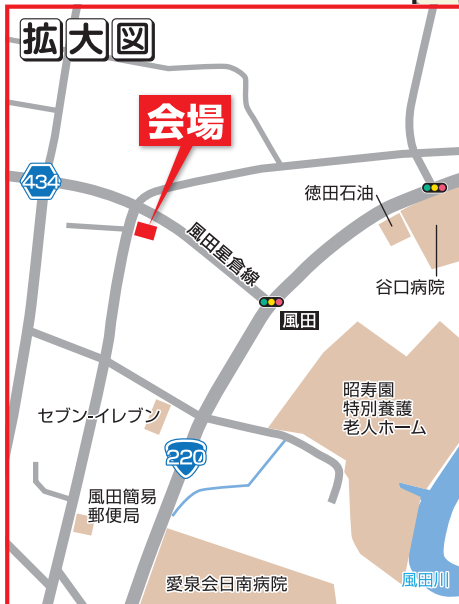 拡大図
会場
434
徳田石油
風田星倉線
谷口病院
風田
昭寿園
特別養護
老人ホーム
セブン-イレブン
220
風田簡易
郵便局
愛泉会日南病院
風田川